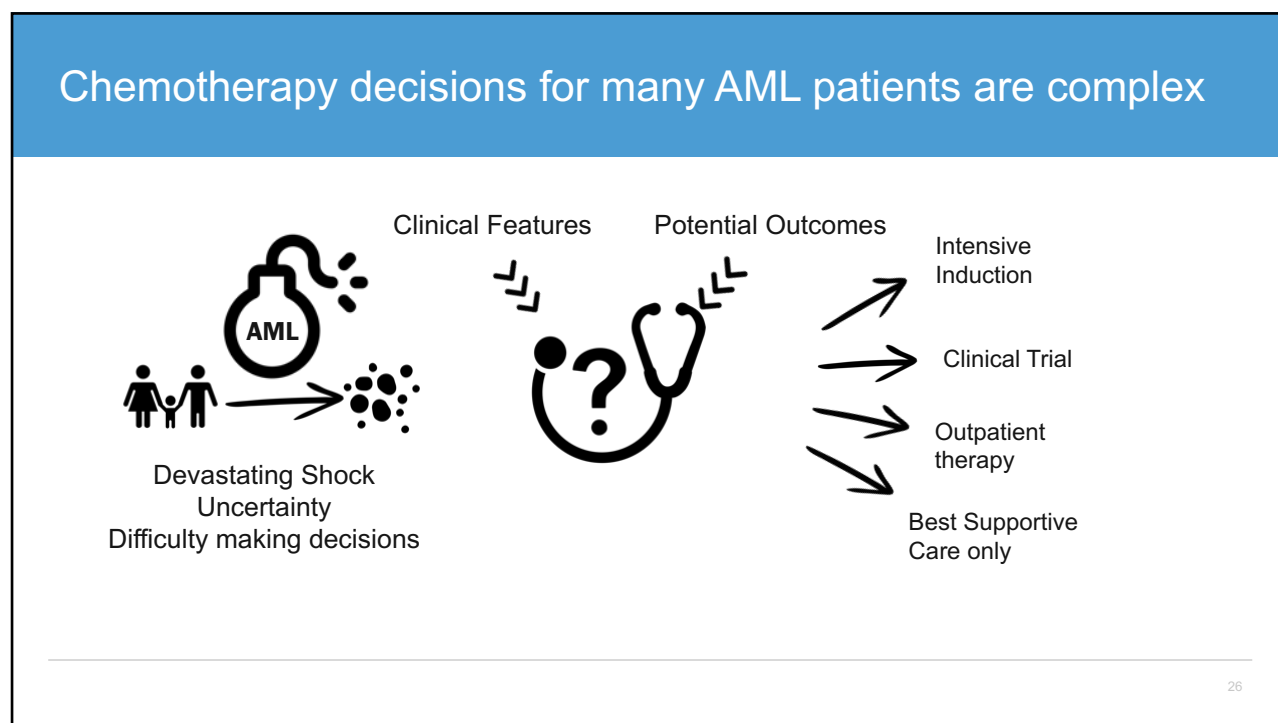 Chemotherapy decisions for many AML patients are complex
Clinical Features
Potential Outcomes
AML
?
Devastating Shock
Uncertainty
Difficulty making decisions
Intensive
Induction
Clinical Trial
Outpatient
therapy
Best Supportive
Care only
26